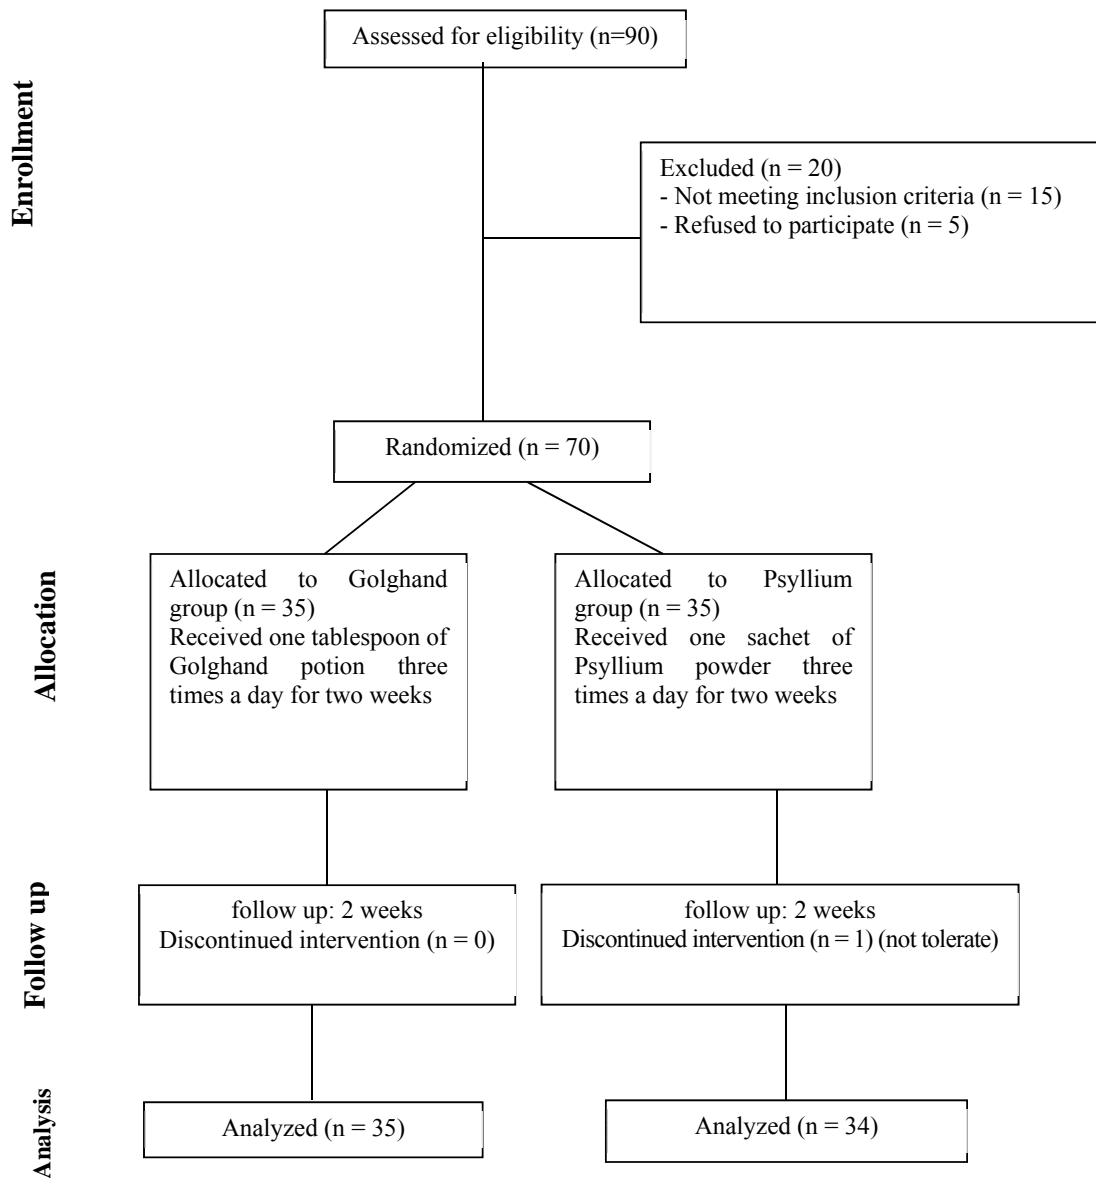 Assessed for eligibility (n=90)
Enrollment
Excluded (n = 20)
- Not meeting inclusion criteria (n = 15)
- Refused to participate (n = 5)
Randomized (n = 70)
Allocation
Allocated to Golghand
group (n = 35)
Received one tablespoon of
Golghand potion three
times a day for two weeks
Allocated to Psyllium
group (n = 35)
Received one sachet of
Psyllium powder three
times a day for two weeks
Follow up
follow up: 2 weeks
Discontinued intervention (n = 0)
follow up: 2 weeks
Discontinued intervention (n = 1) (not tolerate)
Analysis
Analyzed (n = 35)
Analyzed (n = 34)